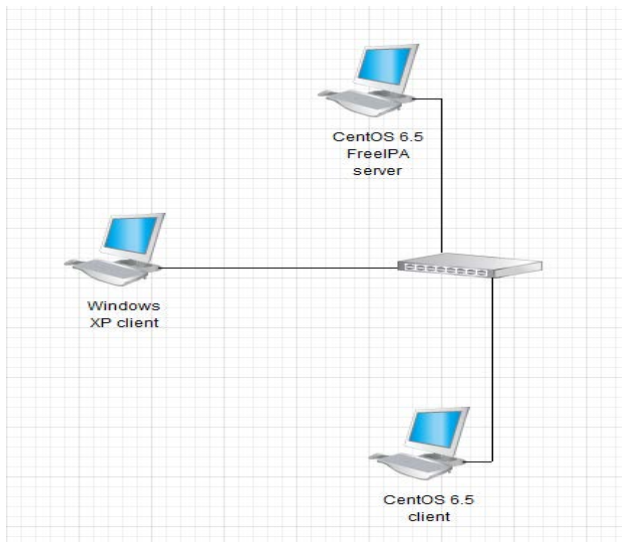 CentOS 6.5
FreeIPA
server
Windows
XP client
CentOS 6.5
client